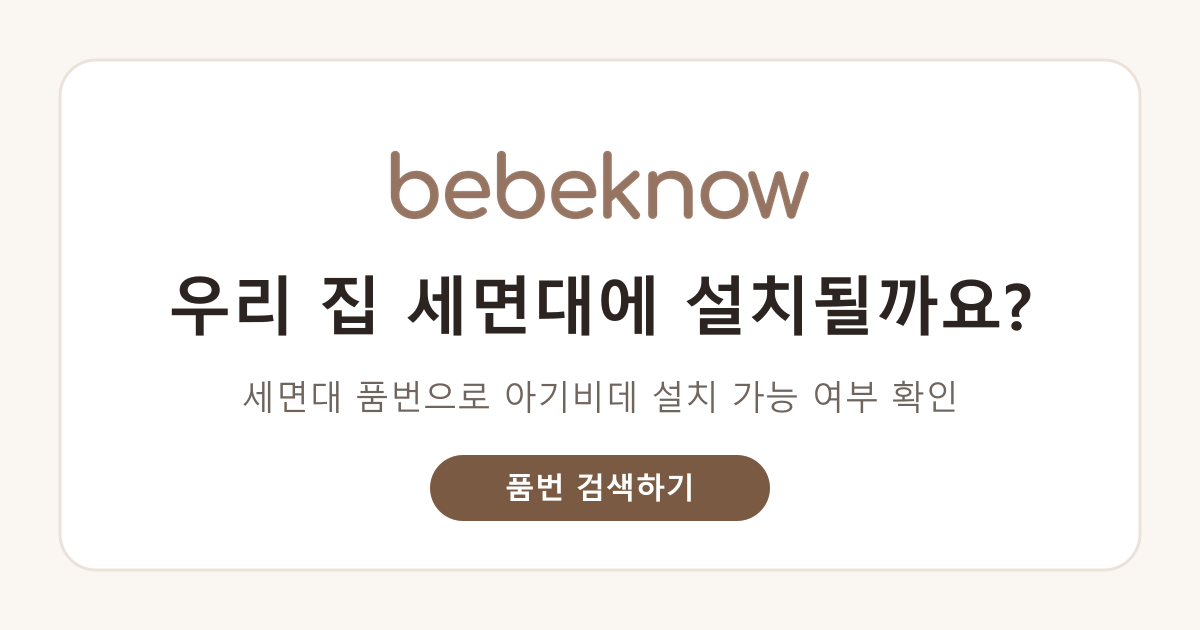 bebeknow
우리 집 세면대에 설치될까요?
세면대 품번으로 아기비데 설치 가능 여부 확인
품번 검색하기